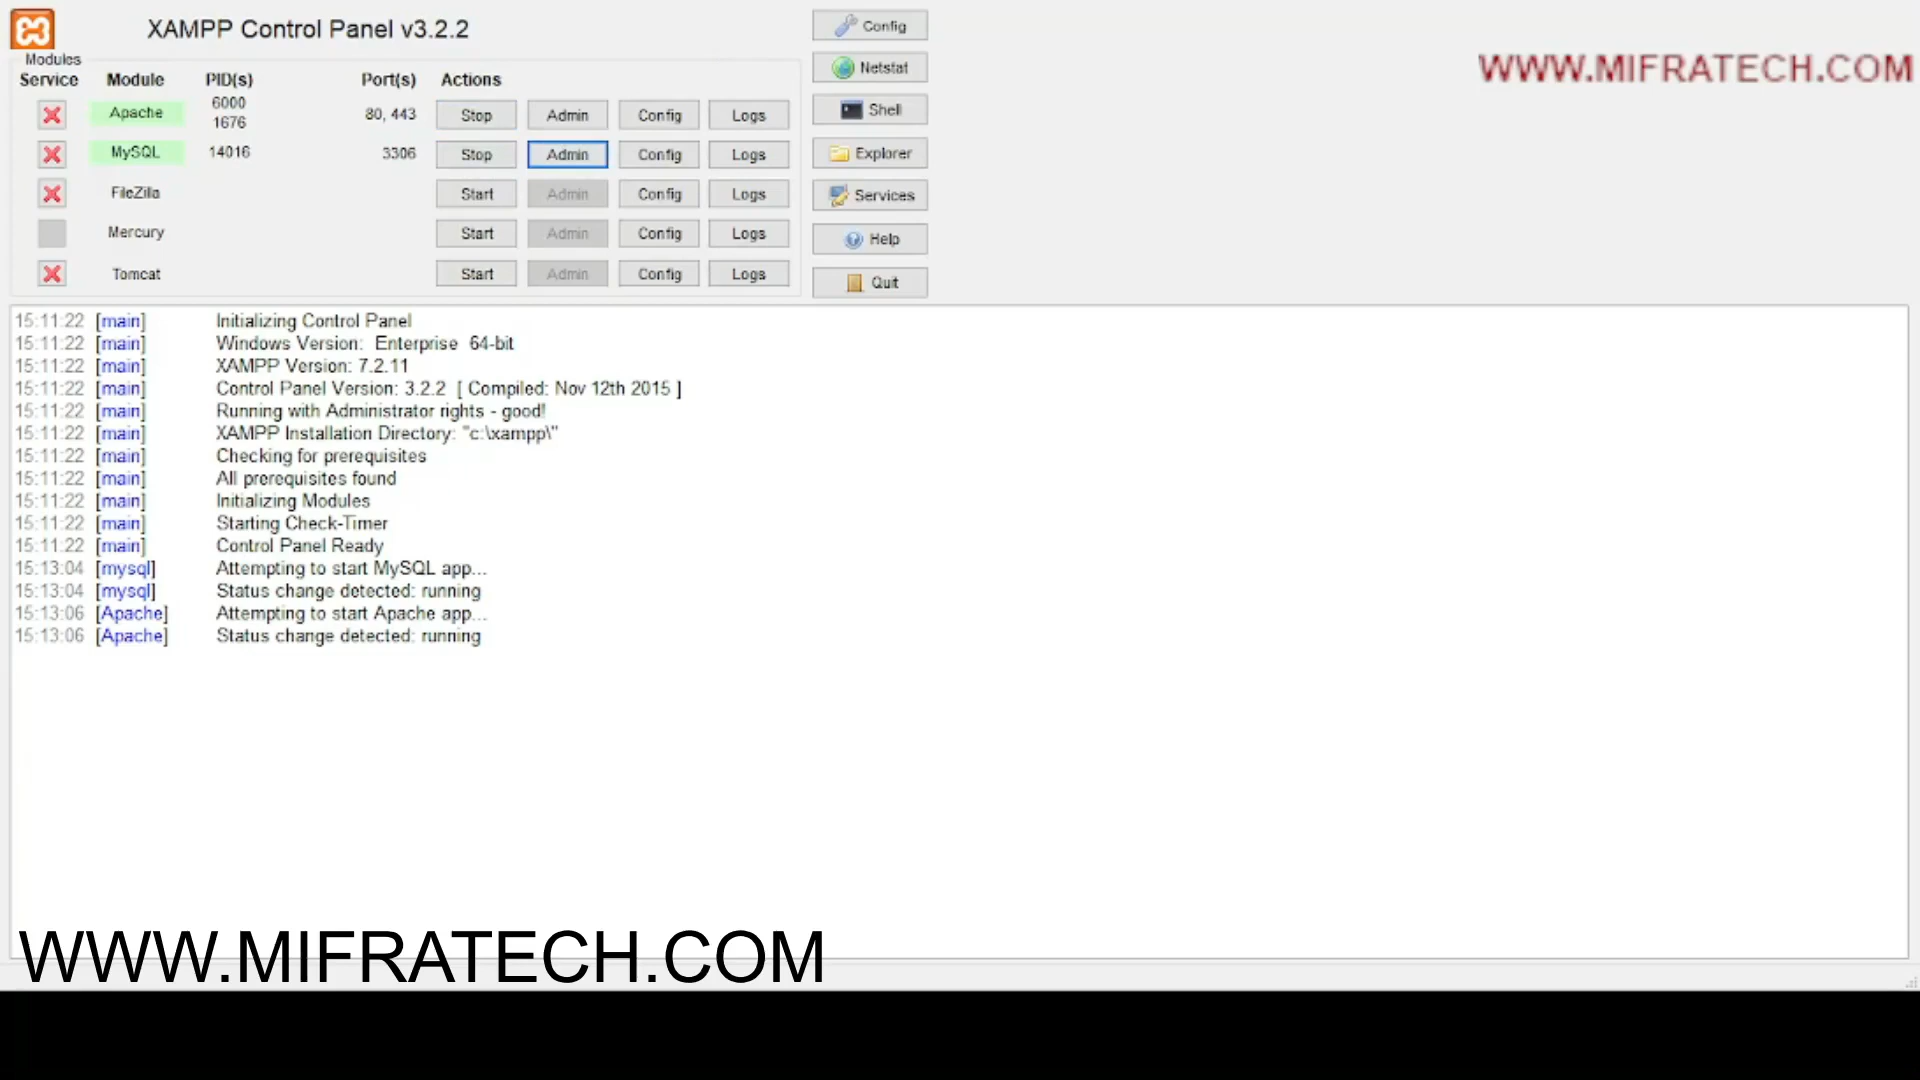 XAMPP Control Panel v3.2.2
WWW.MIFRATECH.COM
Modules
Service Module PID(s) Port(s) Actions
Apache 6000 1676 80, 443 Stop Admin Config Logs
MySQL 14016 3306 Stop Admin Config Logs
FileZilla Start Admin Config Logs
Mercury Start Admin Config Logs
Tomcat Start Admin Config Logs
Config
Netstat
Shell
Explorer
Services
Help
Quit
15:11:22 [main] Initializing Control Panel
15:11:22 [main] Windows Version: Enterprise 64-bit
15:11:22 [main] XAMPP Version: 7.2.11
15:11:22 [main] Control Panel Version: 3.2.2 [ Compiled: Nov 12th 2015 ]
15:11:22 [main] Running with Administrator rights - good!
15:11:22 [main] XAMPP Installation Directory: "c:\xampp\"
15:11:22 [main] Checking for prerequisites
15:11:22 [main] All prerequisites found
15:11:22 [main] Initializing Modules
15:11:22 [main] Starting Check-Timer
15:11:22 [main] Control Panel Ready
15:13:04 [mysql] Attempting to start MySQL app...
15:13:04 [mysql] Status change detected: running
15:13:06 [Apache] Attempting to start Apache app...
15:13:06 [Apache] Status change detected: running
WWW.MIFRATECH.COM